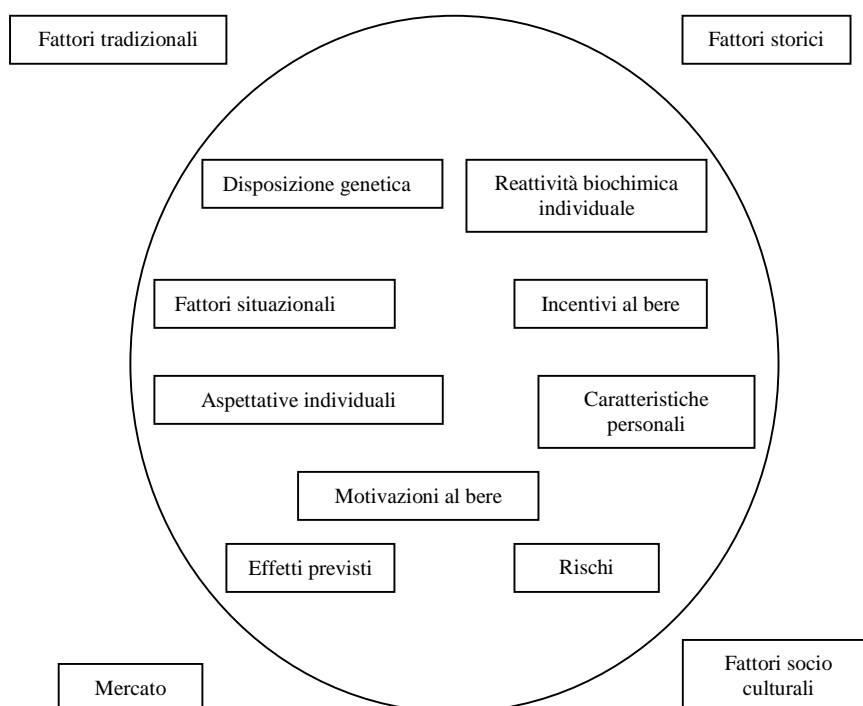 Fattori tradizionali
Fattori storici
Disposizione genetica
Reattività biochimica
individuale
Fattori situazionali
Incentivi al bere
Aspettative individuali
Caratteristiche
personali
Motivazioni al bere
Effetti previsti
Rischi
Mercato
Fattori socio
culturali